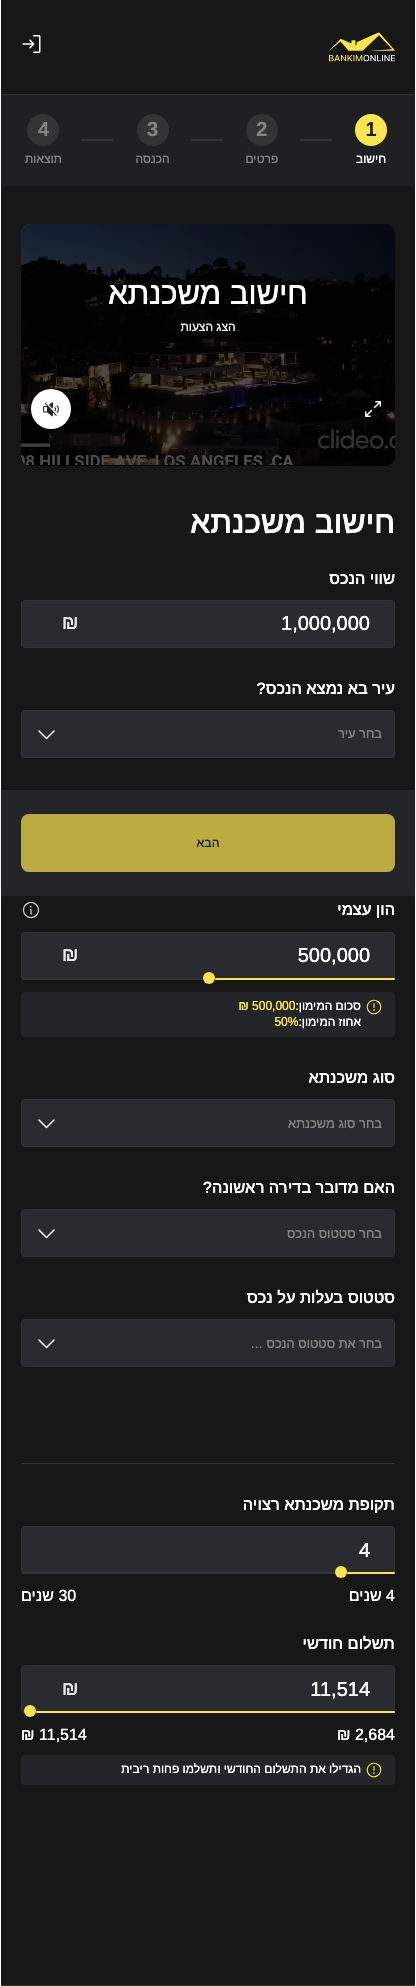 BANKIMONLINE
1
2
3
4
חישוב
פרטים
הכנסה
תוצאות
חישוב משכנתא
הצג הצעות
clideo.c
98 HILLSIDE AVE, LOS ANGELES ,CA
חישוב משכנתא
שווי הנכס
1,000,000 ₪
עיר בא נמצא הנכס?
בחר עיר
הבא
הון עצמי
500,000 ₪
סכום המימון:500,000 ₪
אחוז המימון:50%
סוג משכנתא
בחר סוג משכנתא
האם מדובר בדירה ראשונה?
בחר סטטוס הנכס
סטטוס בעלות על נכס
בחר את סטטוס הנכס ...
תקופת משכנתא רצויה
4
4 שנים
30 שנים
תשלום חודשי
11,514 ₪
2,684 ₪
11,514 ₪
הגדילו את התשלום החודשי ותשלמו פחות ריבית